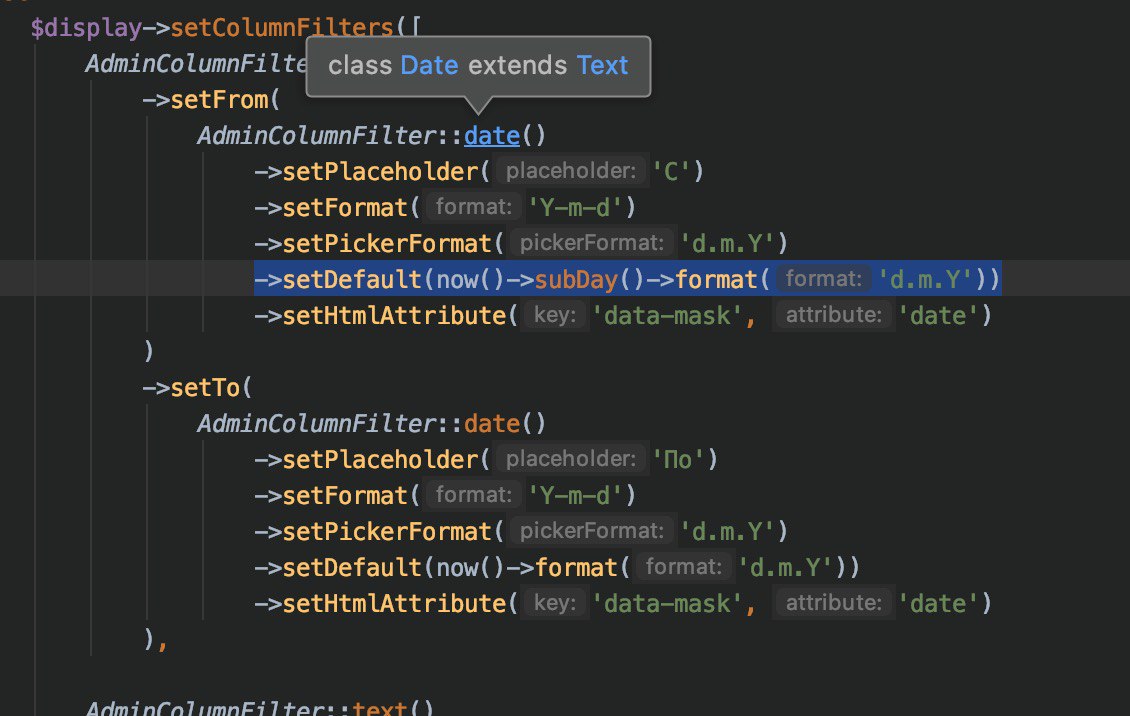 $display->setColumnFilters([
AdminColumnFilte
class Date extends Text
->setFrom(
AdminColumnFilter::date()
->setPlaceholder( placeholder: 'С')
->setFormat( format: 'Y-m-d')
->setPickerFormat( pickerFormat: 'd.m.Y')
->setDefault(now()->subDay()->format( format: 'd.m.Y'))
->setHtmlAttribute( key: 'data-mask', attribute: 'date')
)
->setTo(
AdminColumnFilter::date()
->setPlaceholder( placeholder: 'По')
->setFormat( format: 'Y-m-d')
->setPickerFormat( pickerFormat: 'd.m.Y')
->setDefault(now()->format( format: 'd.m.Y'))
->setHtmlAttribute( key: 'data-mask', attribute: 'date')
),
AdminColumnFilter::text()